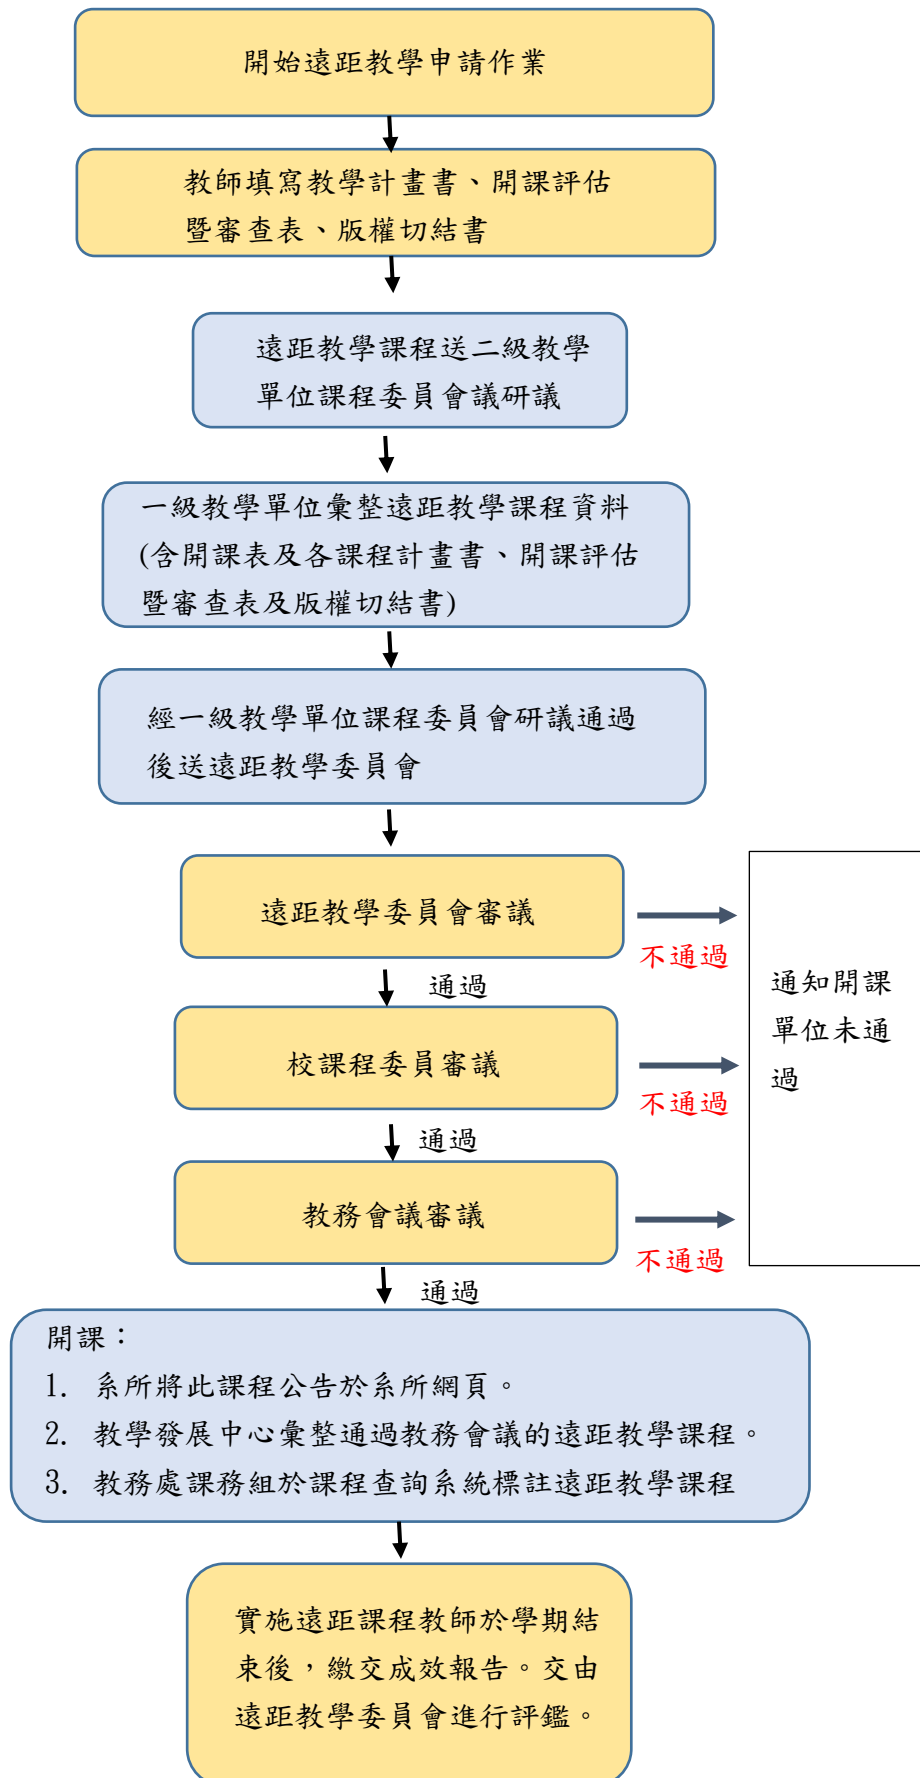 開始遠距教學申請作業
教師填寫教學計畫書、開課評估
暨審查表、版權切結書
遠距教學課程送二級教學
單位課程委員會議研議
一級教學單位彙整遠距教學課程資料
(含開課表及各課程計畫書、開課評估
暨審查表及版權切結書)
經一級教學單位課程委員會研議通過
後送遠距教學委員會
遠距教學委員會審議
不通過
通過
校課程委員審議
不通過
通過
教務會議審議
不通過
通過
通知開課
單位未通
過
開課：
1. 系所將此課程公告於系所網頁。
2. 教學發展中心彙整通過教務會議的遠距教學課程。
3. 教務處課務組於課程查詢系統標註遠距教學課程
實施遠距課程教師於學期結
束後，繳交成效報告。交由
遠距教學委員會進行評鑑。